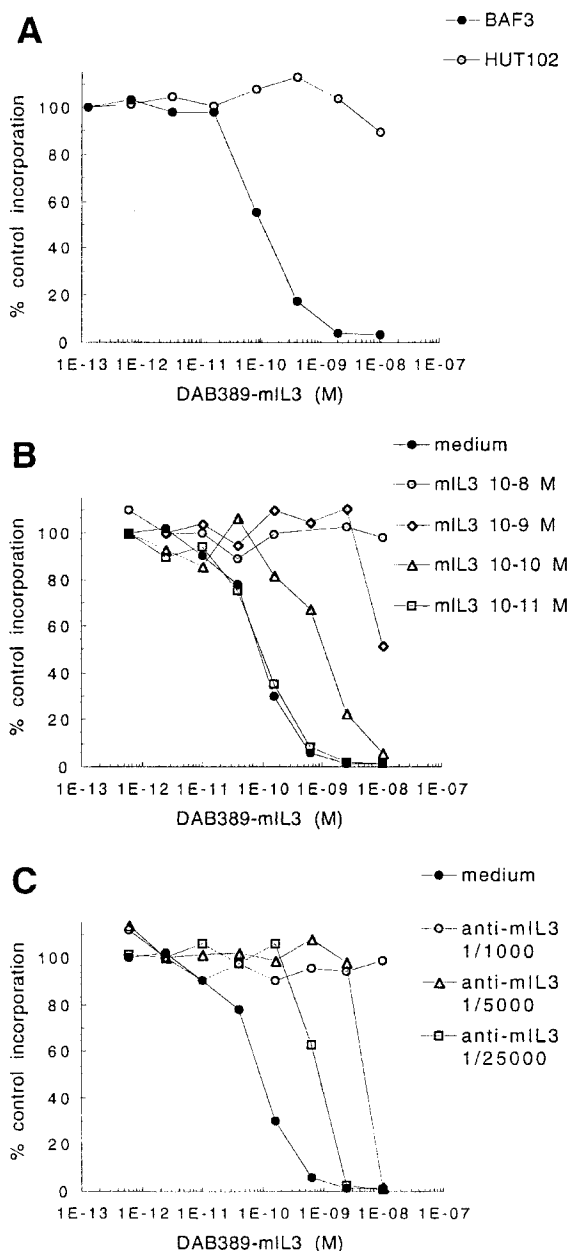 A
BAF3
HUT102
% control incorporation
100
80
60
40
20
0
1E-13 1E-12 1E-11 1E-10 1E-09 1E-08 1E-07
DAB389-mIL3 (M)
B
medium
mIL3 10-8 M
mIL3 10-9 M
mIL3 10-10 M
mIL3 10-11 M
% control incorporation
100
80
60
40
20
0
1E-13 1E-12 1E-11 1E-10 1E-09 1E-08 1E-07
DAB389-mIL3 (M)
C
medium
anti-mIL3
1/1000
anti-mIL3
1/5000
anti-mIL3
1/25000
% control incorporation
100
80
60
40
20
0
1E-13 1E-12 1E-11 1E-10 1E-09 1E-08 1E-07
DAB389-mIL3 (M)